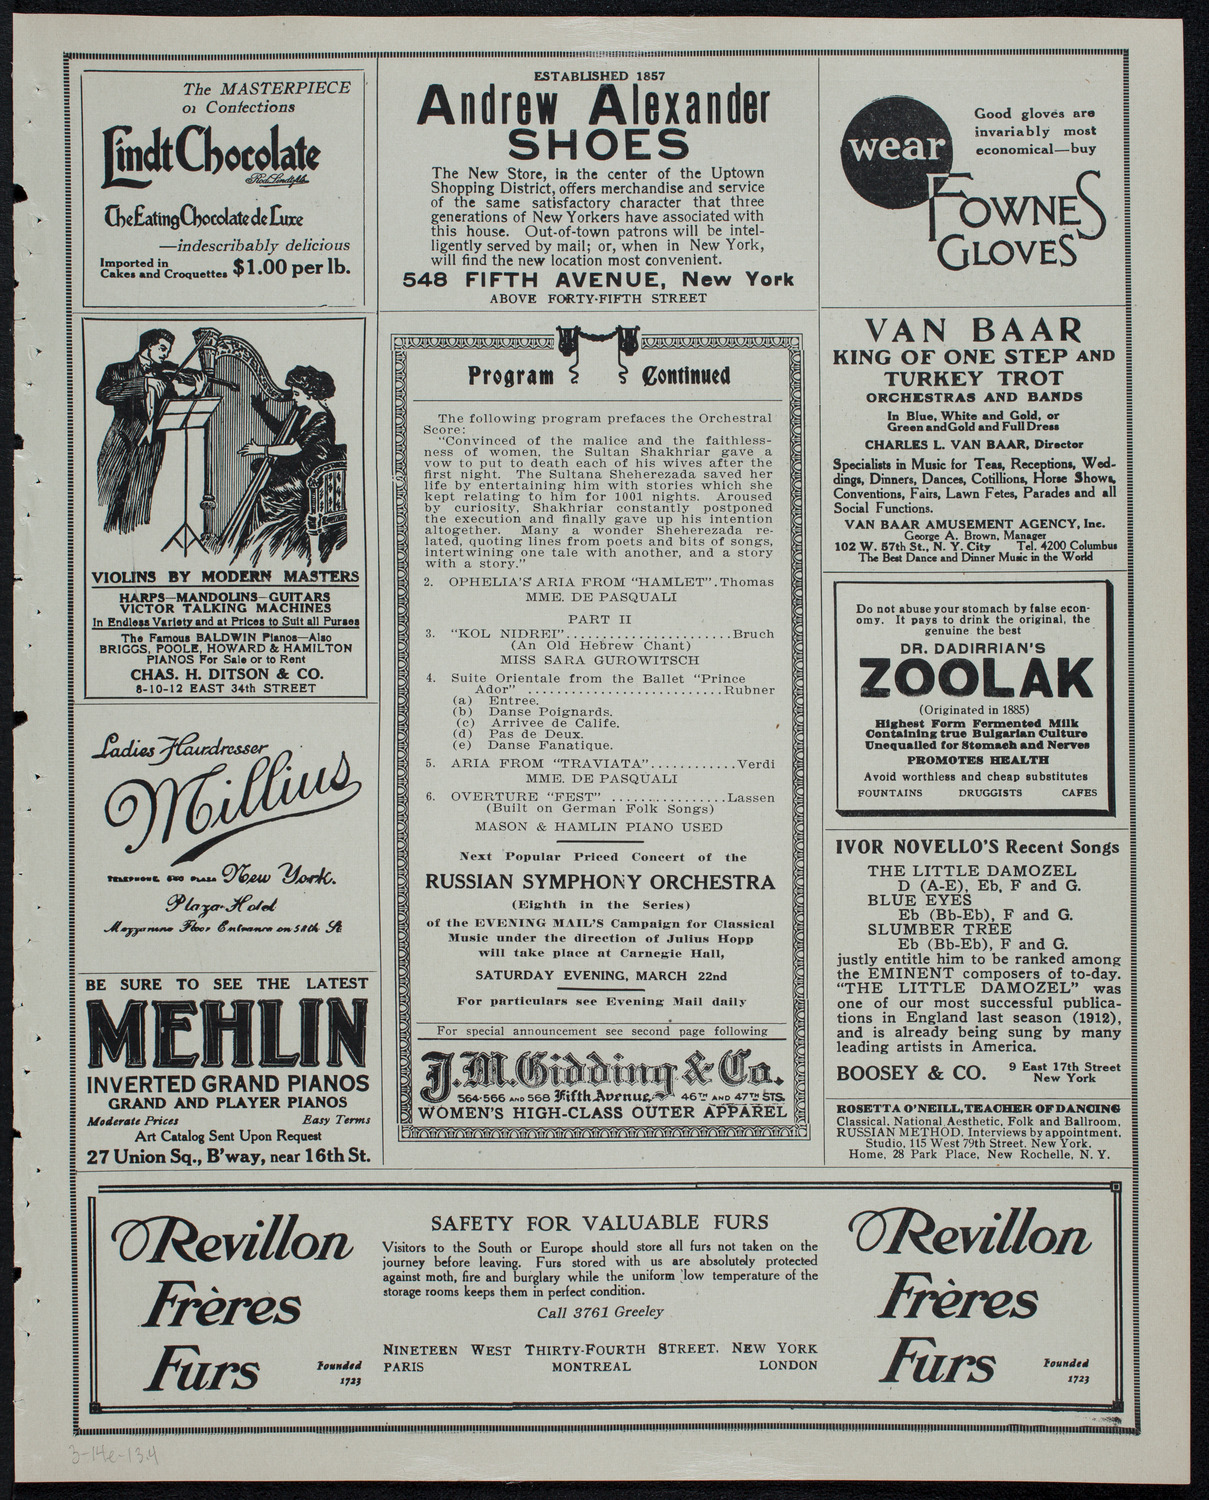 The MASTERPIECE
of Confections
Lindt Chocolate
Rod. Lindt fils
The Eating Chocolate de Luxe
—indescribably delicious
Imported in
Cakes and Croquettes $1.00 per lb.
ESTABLISHED 1857
Andrew Alexander
SHOES
The New Store, in the center of the Uptown
Shopping District, offers merchandise and service
of the same satisfactory character that three
generations of New Yorkers have associated with
this house. Out-of-town patrons will be intel-
ligently served by mail; or, when in New York,
will find the new location most convenient.
548 FIFTH AVENUE, New York
ABOVE FORTY-FIFTH STREET
wear
Good gloves are
invariably most
economical—buy
FOWNES
GLOVES
VIOLINS BY MODERN MASTERS
HARPS—MANDOLINS—GUITARS
VICTOR TALKING MACHINES
In Endless Variety and at Prices to Suit all Purses
The Famous BALDWIN Pianos—Also
BRIGGS, POOLE, HOWARD & HAMILTON
PIANOS For Sale or to Rent
CHAS. H. DITSON & CO.
8-10-12 EAST 34th STREET
Ladies Hairdresser
Millius
TELEPHONE, PLAZA New York.
Plaza-Hotel
Mezzanine Floor Entrance on 58th St
BE SURE TO SEE THE LATEST
MEHLIN
INVERTED GRAND PIANOS
GRAND AND PLAYER PIANOS
Moderate Prices Easy Terms
Art Catalog Sent Upon Request
27 Union Sq., B'way, near 16th St.
Program Continued
The following program prefaces the Orchestral
Score:
"Convinced of the malice and the faithless-
ness of women, the Sultan Shakhriar gave a
vow to put to death each of his wives after the
first night. The Sultana Sheherezada saved her
life by entertaining him with stories which she
kept relating to him for 1001 nights. Aroused
by curiosity, Shakhriar constantly postponed
the execution and finally gave up his intention
altogether. Many a wonder Sheherezada re-
lated, quoting lines from poets and bits of songs,
intertwining one tale with another, and a story
with a story."
2. OPHELIA'S ARIA FROM "HAMLET".Thomas
MME. DE PASQUALI
PART II
3. "KOL NIDREI".......................Bruch
(An Old Hebrew Chant)
MISS SARA GUROWITSCH
4. Suite Orientale from the Ballet "Prince
Ador" ...........................Rubner
(a) Entree.
(b) Danse Poignards.
(c) Arrivee de Calife.
(d) Pas de Deux.
(e) Danse Fanatique.
5. ARIA FROM "TRAVIATA"............Verdi
MME. DE PASQUALI
6. OVERTURE "FEST" ................Lassen
(Built on German Folk Songs)
MASON & HAMLIN PIANO USED
Next Popular Priced Concert of the
RUSSIAN SYMPHONY ORCHESTRA
(Eighth in the Series)
of the EVENING MAIL'S Campaign for Classical
Music under the direction of Julius Hopp
will take place at Carnegie Hall,
SATURDAY EVENING, MARCH 22nd
For particulars see Evening Mail daily
For special announcement see second page following
J.M. Gidding & Co.
564-566 AND 568 Fifth Avenue, 46TH AND 47TH STS.
WOMEN'S HIGH-CLASS OUTER APPAREL
VAN BAAR
KING OF ONE STEP AND
TURKEY TROT
ORCHESTRAS AND BANDS
In Blue, White and Gold, or
Green and Gold and Full Dress
CHARLES L. VAN BAAR, Director
Specialists in Music for Teas, Receptions, Wed-
dings, Dinners, Dances, Cotillions, Horse Shows,
Conventions, Fairs, Lawn Fetes, Parades and all
Social Functions.
VAN BAAR AMUSEMENT AGENCY, Inc.
George A. Brown, Manager
102 W. 57th St., N. Y. City Tel. 4200 Columbus
The Best Dance and Dinner Music in the World
Do not abuse your stomach by false econ-
omy. It pays to drink the original, the
genuine the best
DR. DADIRRIAN'S
ZOOLAK
(Originated in 1885)
Highest Form Fermented Milk
Containing true Bulgarian Culture
Unequalled for Stomach and Nerves
PROMOTES HEALTH
Avoid worthless and cheap substitutes
FOUNTAINS DRUGGISTS CAFES
IVOR NOVELLO'S Recent Songs
THE LITTLE DAMOZEL
D (A-E), Eb, F and G.
BLUE EYES
Eb (Bb-Eb), F and G.
SLUMBER TREE
Eb (Bb-Eb), F and G.
justly entitle him to be ranked among
the EMINENT composers of to-day.
"THE LITTLE DAMOZEL" was
one of our most successful publica-
tions in England last season (1912),
and is already being sung by many
leading artists in America.
BOOSEY & CO. 9 East 17th Street
New York
ROSETTA O'NEILL, TEACHER OF DANCING
Classical, National Aesthetic, Folk and Ballroom,
RUSSIAN METHOD. Interviews by appointment.
Studio, 115 West 79th Street, New York.
Home, 28 Park Place, New Rochelle, N. Y.
Revillon
Frères
Furs
Founded
1723
SAFETY FOR VALUABLE FURS
Visitors to the South or Europe should store all furs not taken on the
journey before leaving. Furs stored with us are absolutely protected
against moth, fire and burglary while the uniform low temperature of the
storage rooms keeps them in perfect condition.
Call 3761 Greeley
NINETEEN WEST THIRTY-FOURTH STREET, NEW YORK
PARIS MONTREAL LONDON
Revillon
Frères
Furs
Founded
1723
3-14e-13.4